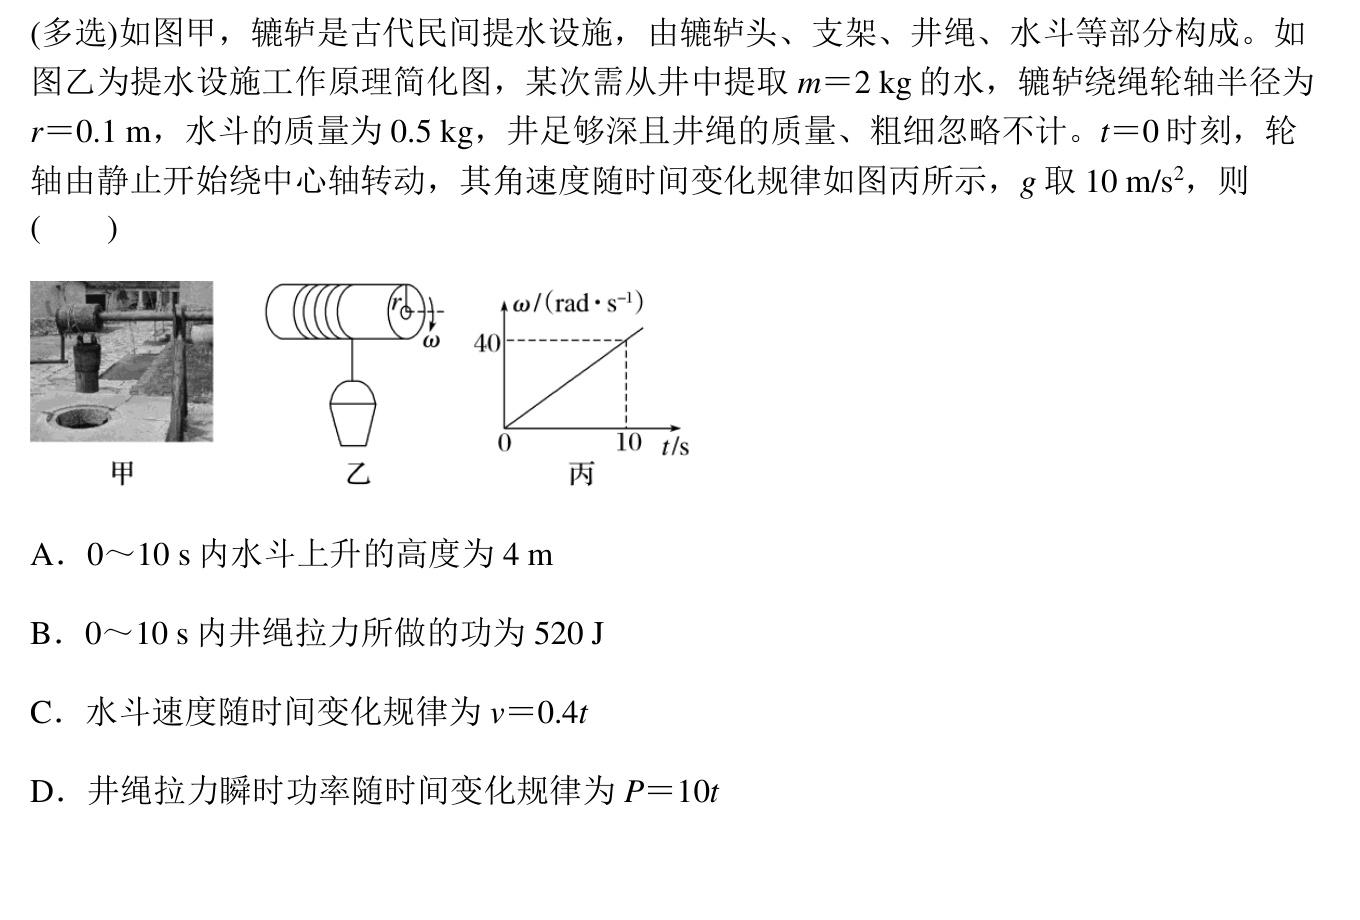 (多选)如图甲，辘轳是古代民间提水设施，由辘轳头、支架、井绳、水斗等部分构成。如
图乙为提水设施工作原理简化图，某次需从井中提取 m＝2 kg 的水，辘轳绕绳轮轴半径为
r＝0.1 m，水斗的质量为 0.5 kg，井足够深且井绳的质量、粗细忽略不计。t＝0 时刻，轮
轴由静止开始绕中心轴转动，其角速度随时间变化规律如图丙所示，g 取 10 m/s²，则
(　　)
r
ω
ω/(rad·s⁻¹)
40
0
10
t/s
甲
乙
丙
A．0～10 s 内水斗上升的高度为 4 m
B．0～10 s 内井绳拉力所做的功为 520 J
C．水斗速度随时间变化规律为 v＝0.4t
D．井绳拉力瞬时功率随时间变化规律为 P＝10t